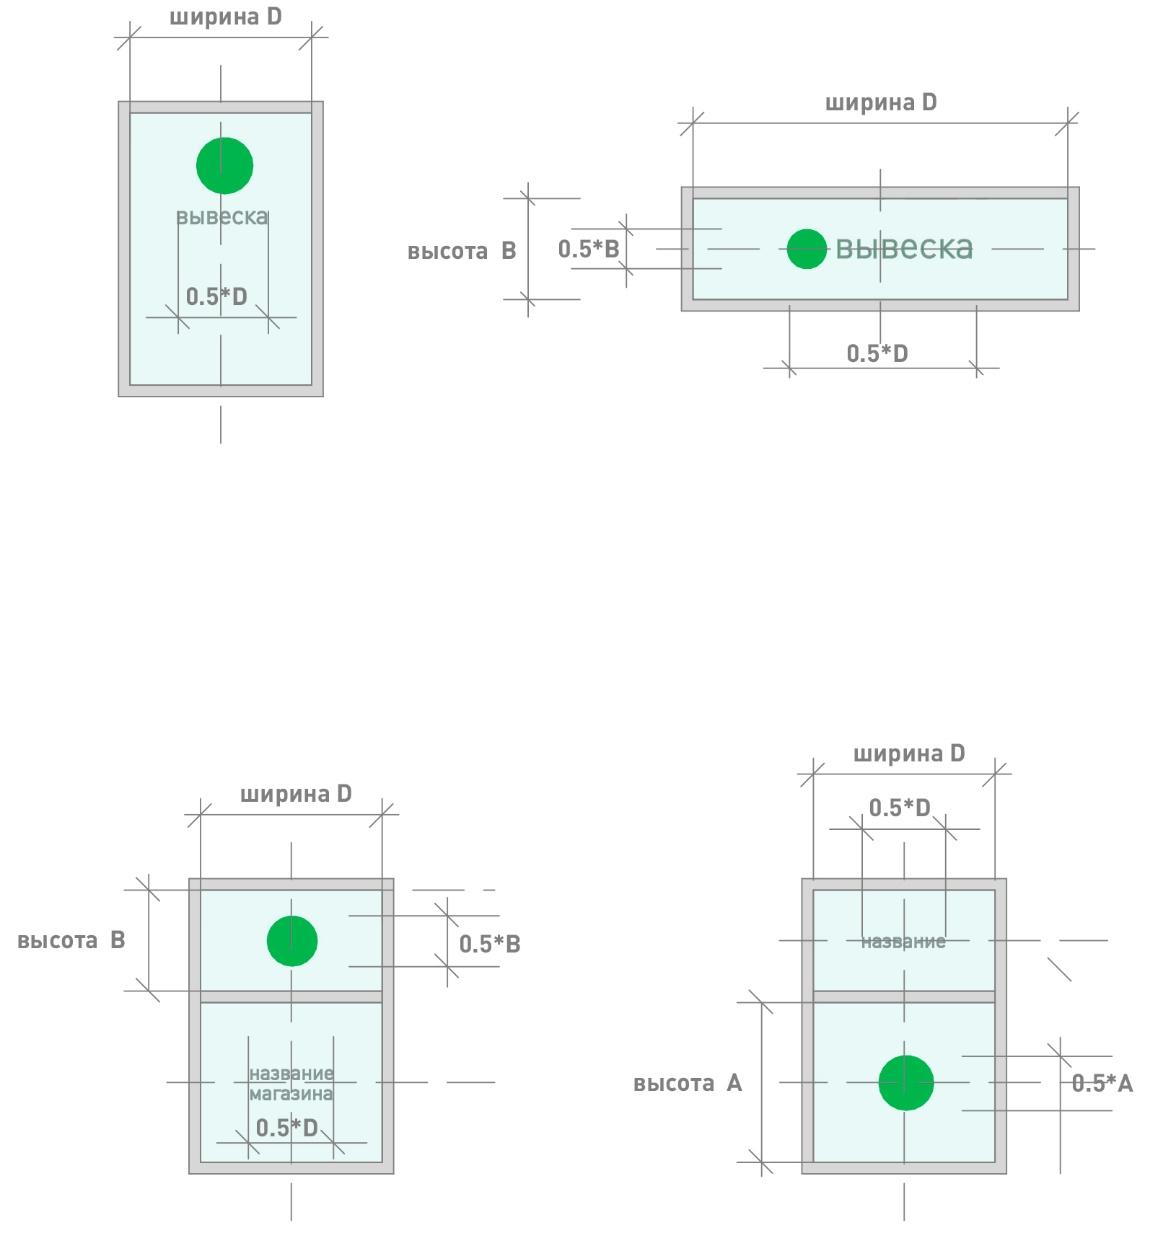 ширина D
вывеска
0.5*D
ширина D
высота B
0.5*B
вывеска
0.5*D
ширина D
высота B
0.5*B
название
магазина
0.5*D
ширина D
0.5*D
название
высота A
0.5*A